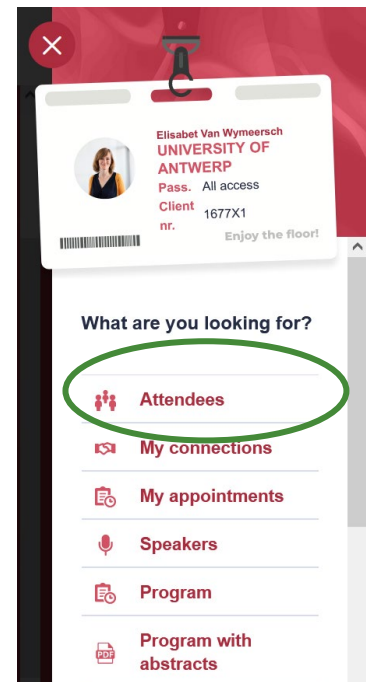 Elisabet Van Wymeersch
UNIVERSITY OF
ANTWERP
Pass. All access
Client
nr. 1677X1
Enjoy the floor!
What are you looking for?
Attendees
My connections
My appointments
Speakers
Program
PDF
Program with
abstracts